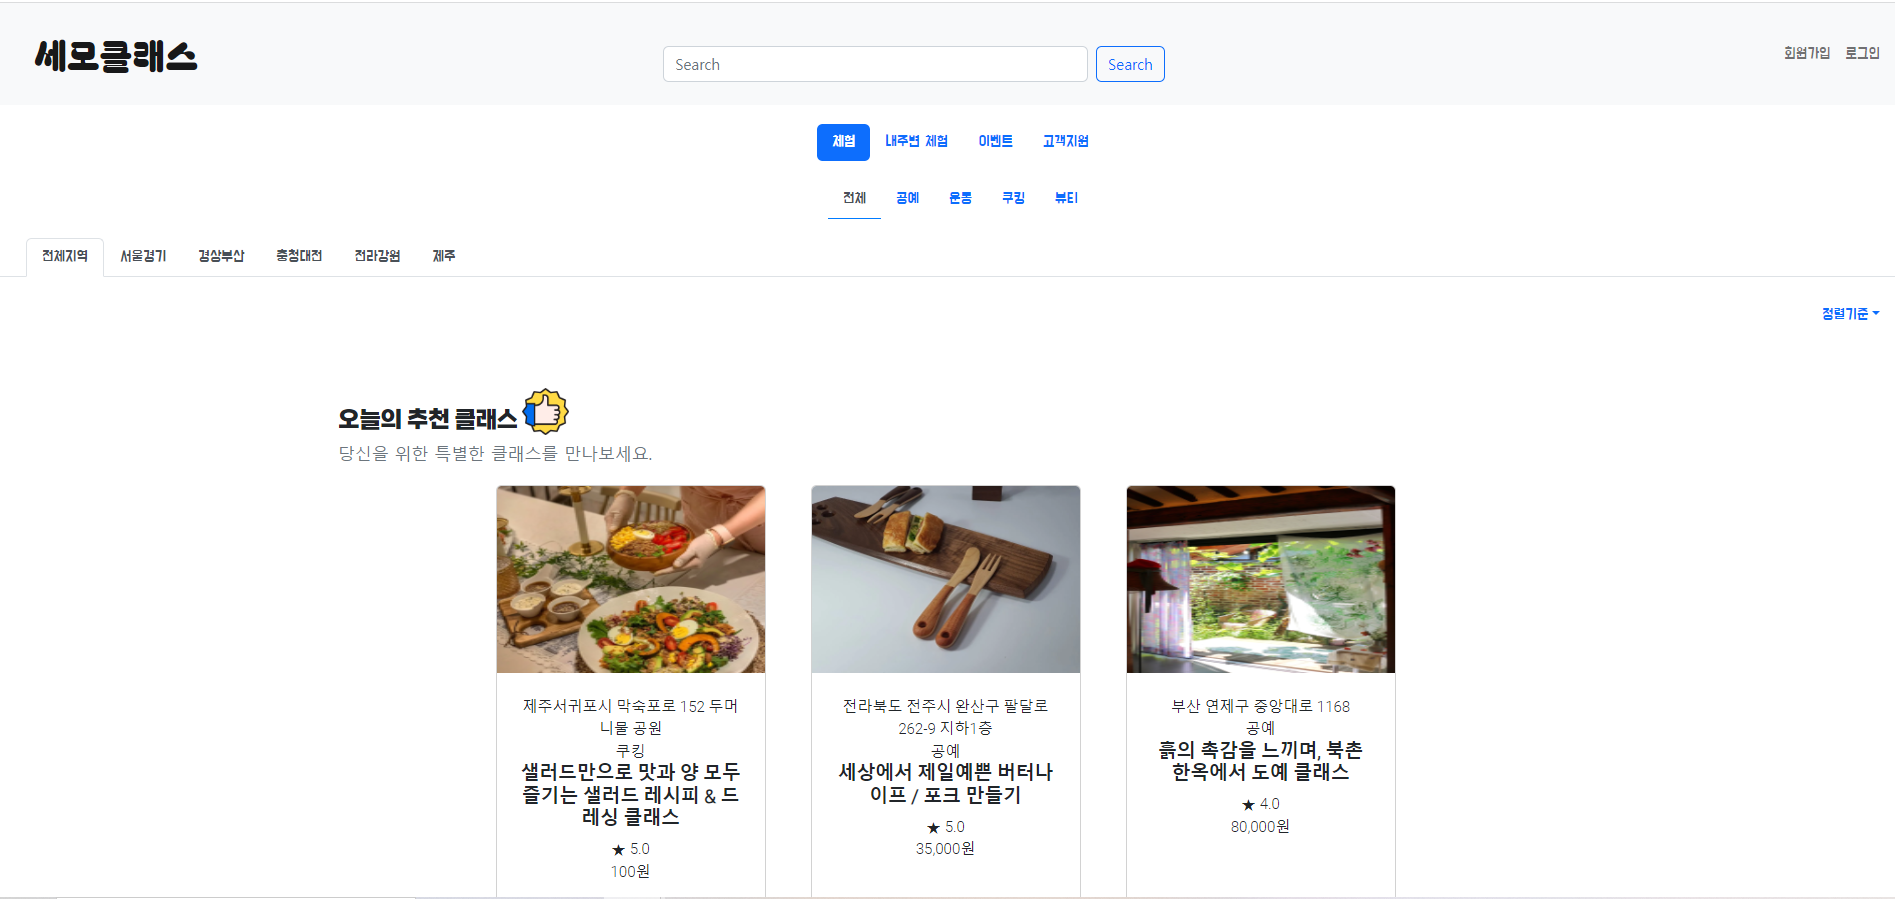 세모클래스
Search
Search
회원가입 로그인
체험 내주변 체험 이벤트 고객지원
전체 공예 운동 쿠킹 뷰티
전체지역 서울경기 경상부산 충청대전 전라강원 제주
정렬기준
오늘의 추천 클래스
당신을 위한 특별한 클래스를 만나보세요.
제주서귀포시 막숙포로 152 두머
니물 공원
쿠킹
샐러드만으로 맛과 양 모두
즐기는 샐러드 레시피 & 드
레싱 클래스
★ 5.0
100원
전라북도 전주시 완산구 팔달로
262-9 지하1층
공예
세상에서 제일예쁜 버터나
이프 / 포크 만들기
★ 5.0
35,000원
부산 연제구 중앙대로 1168
공예
흙의 촉감을 느끼며, 북촌
한옥에서 도예 클래스
★ 4.0
80,000원